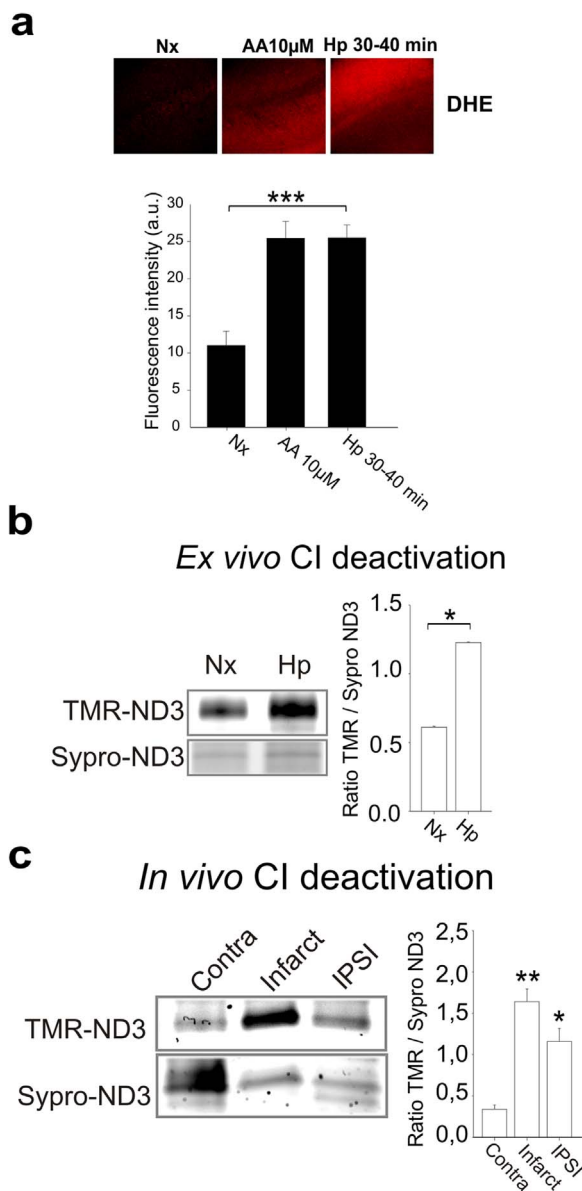 a
Nx AA10µM Hp 30-40 min
DHE
Fluorescence intensity (a.u.)
30
25
20
15
10
5
0
***
Nx
AA 10µM
Hp 30-40 min
b
Ex vivo CI deactivation
Nx Hp
TMR-ND3
Sypro-ND3
Ratio TMR / Sypro ND3
1.5
1.0
0.5
0.0
*
Nx
Hp
c
In vivo CI deactivation
Contra Infarct IPSI
TMR-ND3
Sypro-ND3
Ratio TMR / Sypro ND3
2,5
2,0
1,5
1,0
0,5
0,0
**
*
Contra
Infarct
IPSI